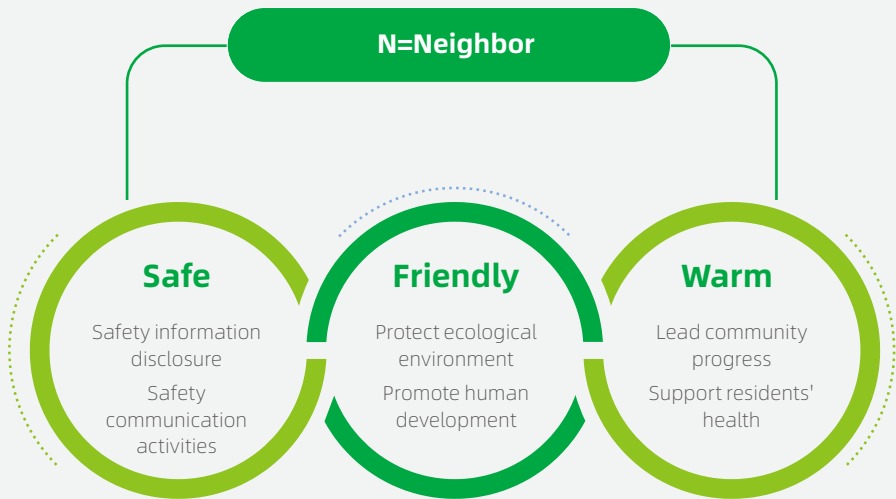 N=Neighbor
Safe
Safety information
disclosure
Safety
communication
activities
Friendly
Protect ecological
environment
Promote human
development
Warm
Lead community
progress
Support residents'
health